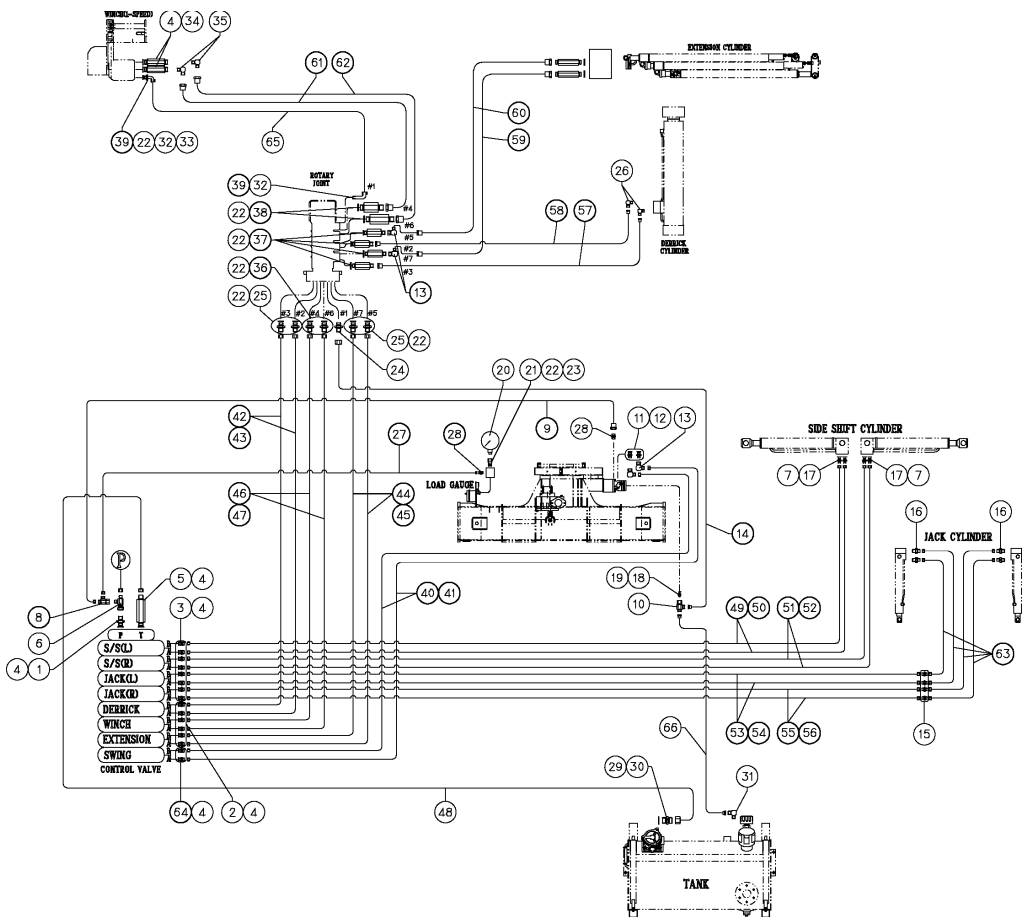 WINCH(1-SPEED)
4 34 35
EXTENSION CYLINDER
61 62
60
39 22 32 33
65
59
ROTARY
JOINT
#1
26
39 32
#4
22 38
#6
58 57
#5
22 37
#2
#7
DERRICK
CYLINDER
#3
22 36
13
22 25
#3 #2 #4 #6 #1 #7 #5
25 22
24
20
21 22 23
42
43
27
28
9
28
11 12
13
SIDE SHIFT CYLINDER
7 17
17 7
46
47
44
45
LOAD GAUGE
14
16
16
JACK CYLINDER
P
5 4
19 18
8
3 4
40 41
10
6
49 50
51 52
P T
4 1
S/S(L)
S/S(R)
63
JACK(L)
JACK(R)
DERRICK
WINCH
EXTENSION
SWING
CONTROL VALVE
66
53 54
55 56
15
29 30
31
64 4
2 4
48
TANK